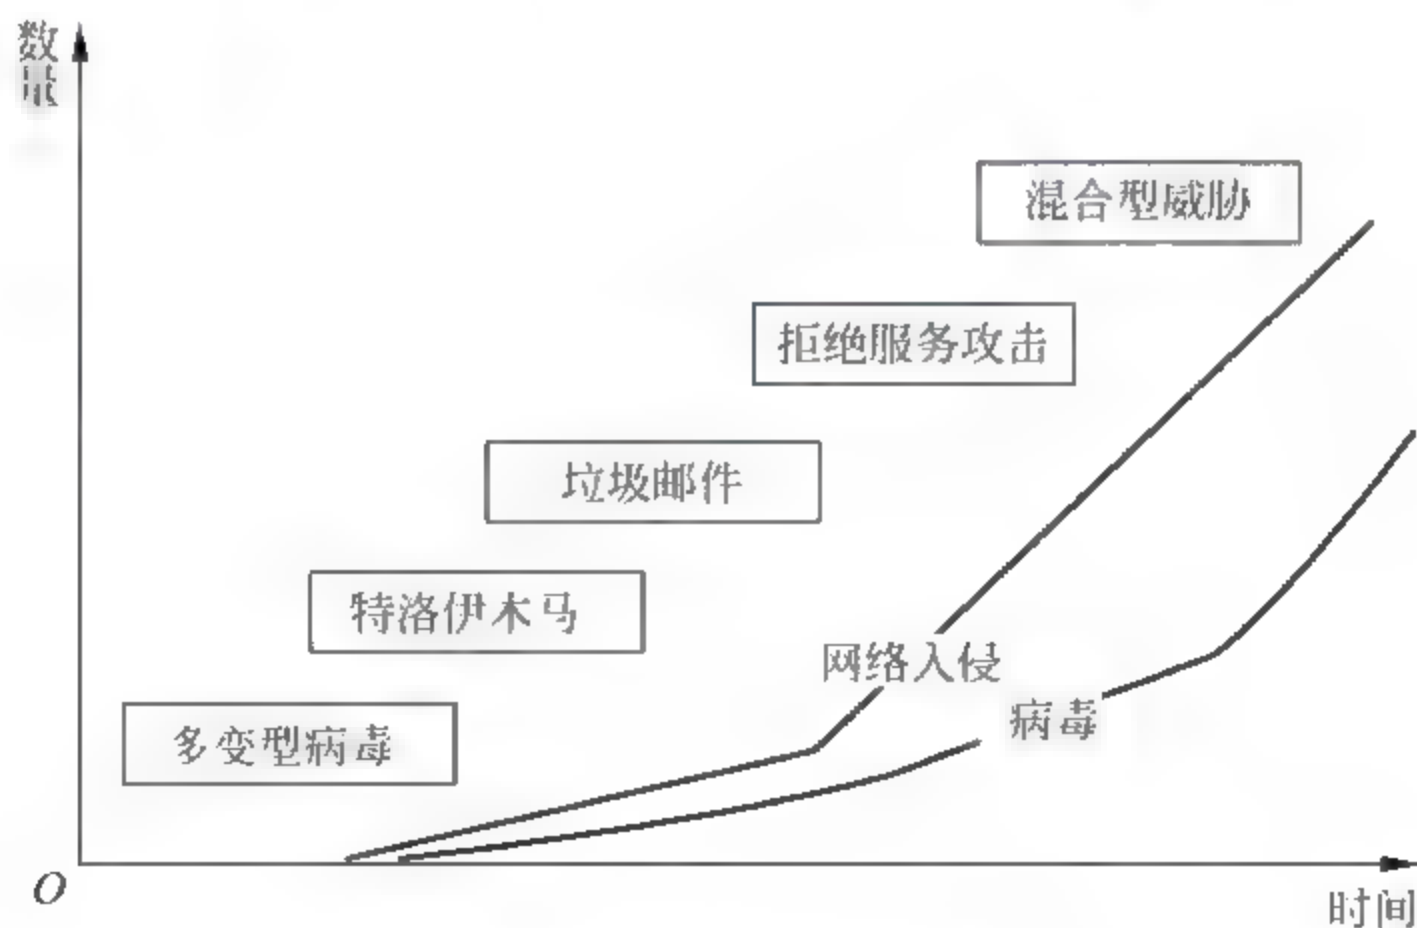 数
量
混合型威胁
拒绝服务攻击
垃圾邮件
特洛伊木马
网络入侵
病毒
多变型病毒
O
时间